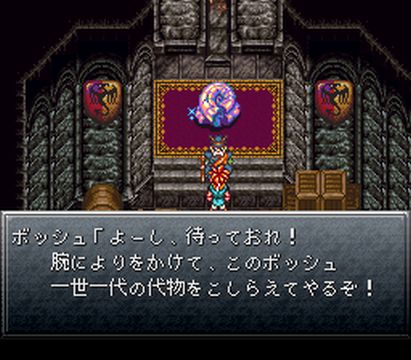 ボッシュ「よーし、待っておれ！
腕によりをかけて、このボッシュ
一世一代の代物をこしらえてやるぞ！